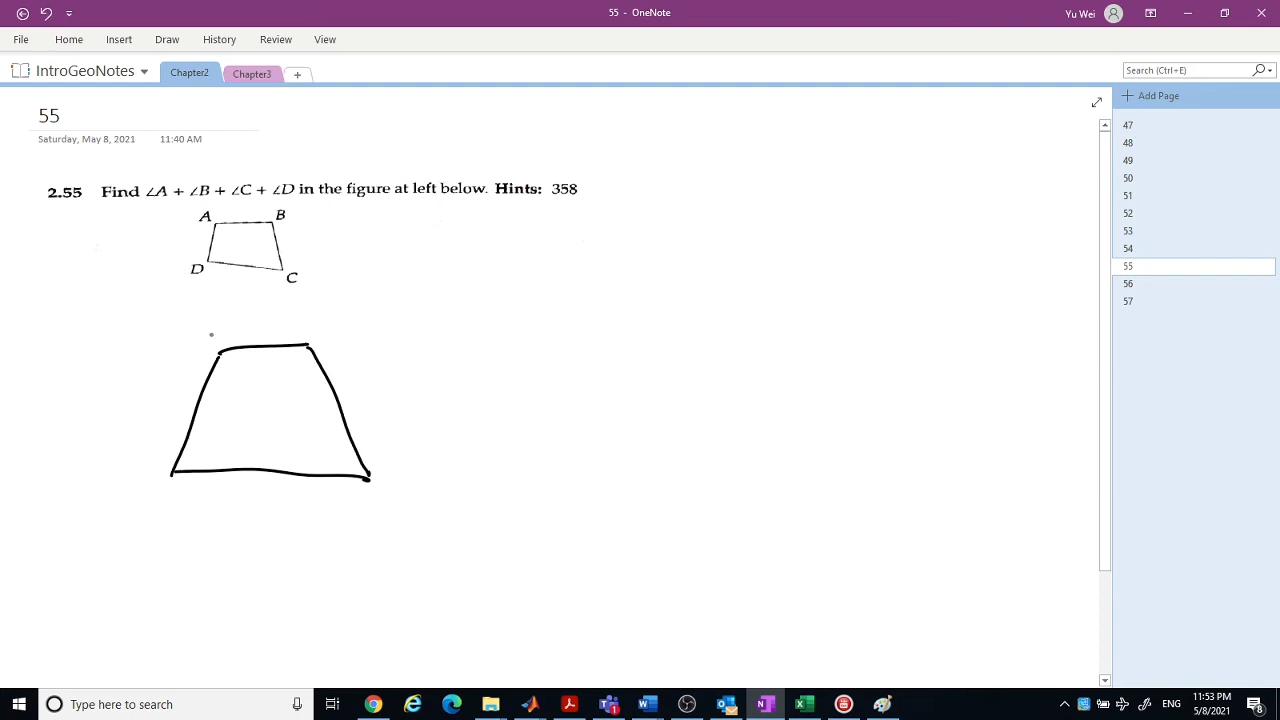 55 - OneNote
Yu Wei
File Home Insert Draw History Review View
IntroGeoNotes Chapter2 Chapter3 +
Search (Ctrl+E)
Add Page
55
Saturday, May 8, 2021 11:40 AM
2.55 Find ∠A + ∠B + ∠C + ∠D in the figure at left below. Hints: 358
A B
D C
47
48
49
50
51
52
53
54
55
56
57
Type here to search
1
ENG
11:53 PM
5/8/2021
8